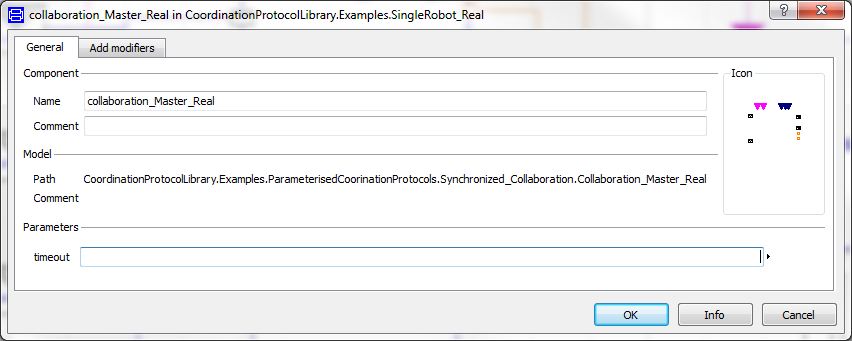 collaboration_Master_Real in CoordinationProtocolLibrary.Examples.SingleRobot_Real
General
Add modifiers
Component
Icon
Name
collaboration_Master_Real
Comment
Model
Path
CoordinationProtocolLibrary.Examples.ParameterisedCoorinationProtocols.Synchronized_Collaboration.Collaboration_Master_Real
Comment
Parameters
timeout
OK
Info
Cancel